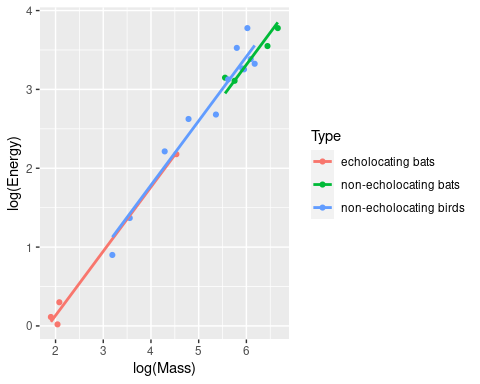 4
3
2
1
0
log(Energy)
2 3 4 5 6
log(Mass)
Type
echolocating bats
non-echolocating bats
non-echolocating birds